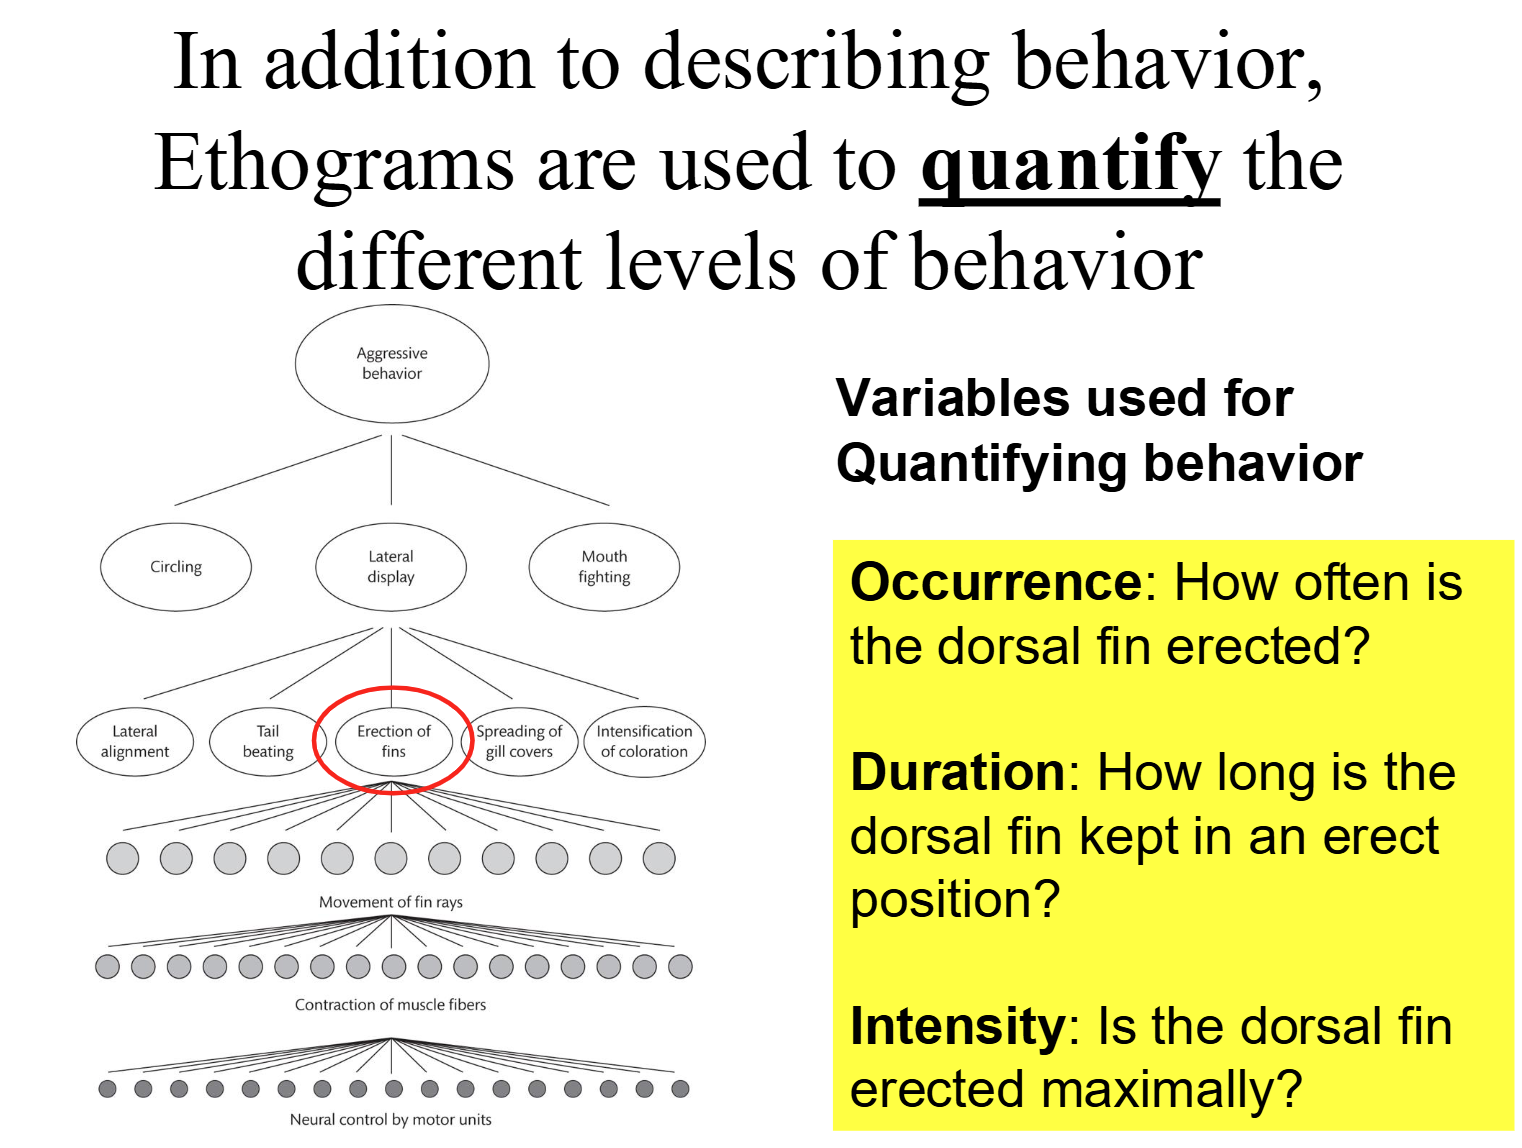 In addition to describing behavior,
Ethograms are used to quantify the
different levels of behavior
Aggressive
behavior
Circling
Lateral
display
Mouth
fighting
Lateral
alignment
Tail
beating
Erection of
fins
Spreading of
gill covers
Intensification
of coloration
Movement of fin rays
Contraction of muscle fibers
Neural control by motor units
Variables used for
Quantifying behavior
Occurrence: How often is
the dorsal fin erected?
Duration: How long is the
dorsal fin kept in an erect
position?
Intensity: Is the dorsal fin
erected maximally?